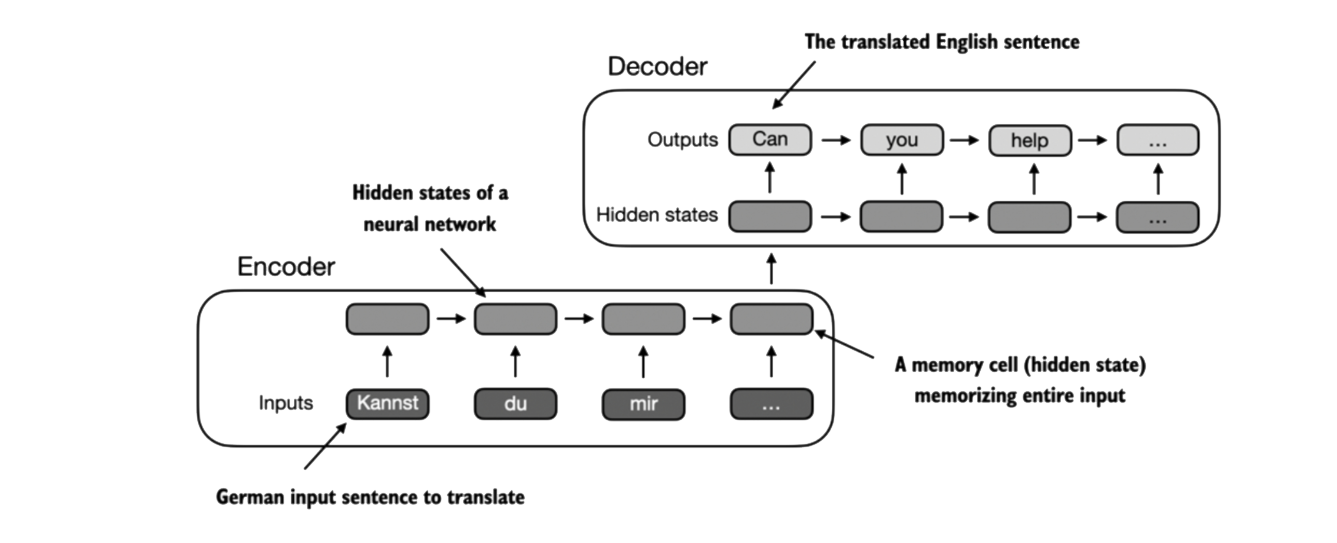 The translated English sentence
Decoder
Outputs Can you help ...
Hidden states ...
Hidden states of a
neural network
Encoder
A memory cell (hidden state)
memorizing entire input
Inputs Kannst du mir ...
German input sentence to translate